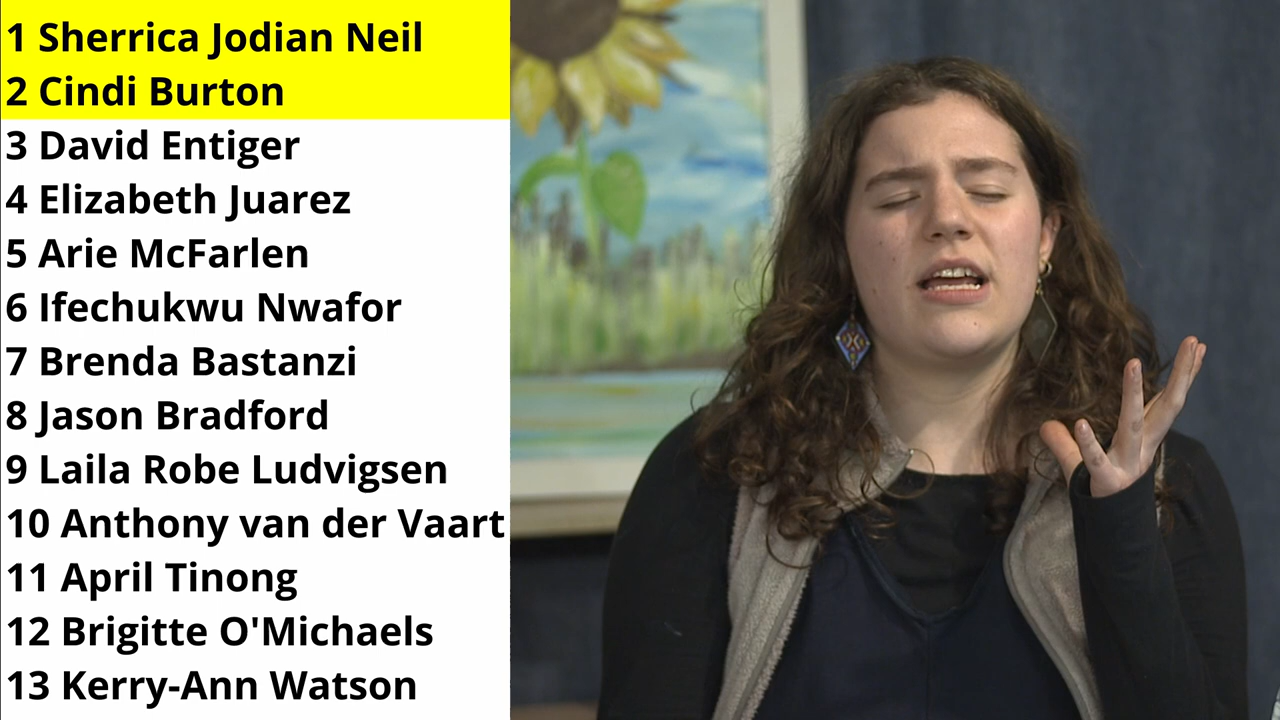 1 Sherrica Jodian Neil
2 Cindi Burton
3 David Entiger
4 Elizabeth Juarez
5 Arie McFarlen
6 Ifechukwu Nwafor
7 Brenda Bastanzi
8 Jason Bradford
9 Laila Robe Ludvigsen
10 Anthony van der Vaart
11 April Tinong
12 Brigitte O'Michaels
13 Kerry-Ann Watson